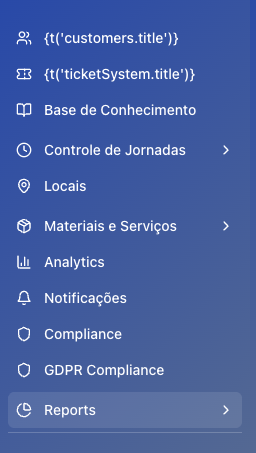 {t('customers.title')}
{t('ticketSystem.title')}
Base de Conhecimento
Controle de Jornadas
Locais
Materiais e Serviços
Analytics
Notificações
Compliance
GDPR Compliance
Reports